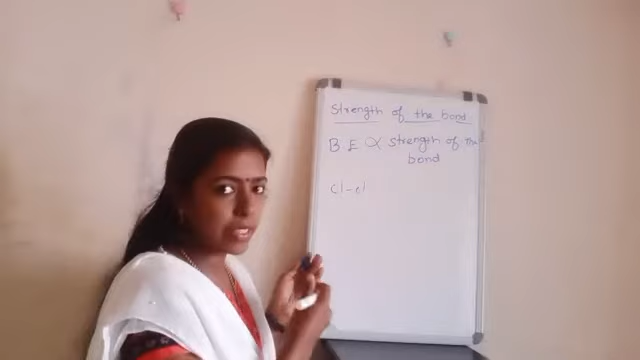 Strength of the bond
B E ∝ strength of the
bond
Cl-cl